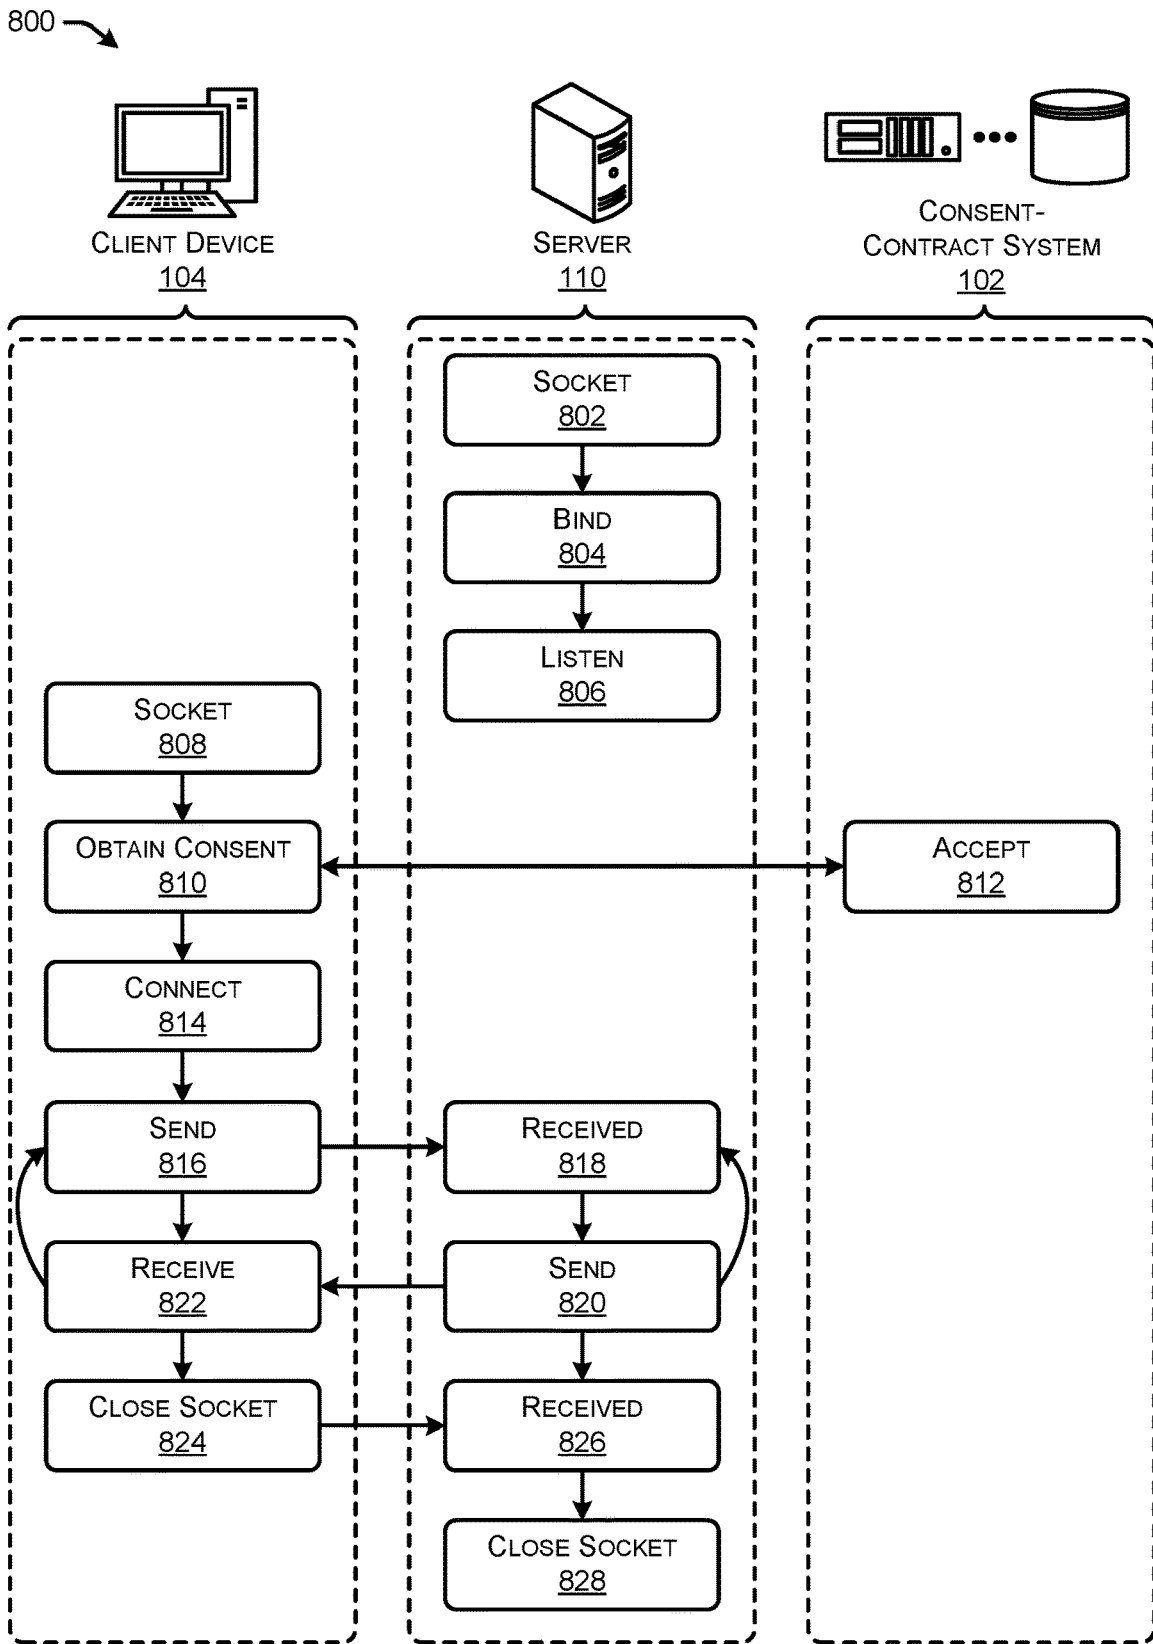 800
CLIENT DEVICE
104
SERVER
110
CONSENT-
CONTRACT SYSTEM
102
SOCKET
802
BIND
804
LISTEN
806
SOCKET
808
OBTAIN CONSENT
810
ACCEPT
812
CONNECT
814
SEND
816
RECEIVED
818
RECEIVE
822
SEND
820
CLOSE SOCKET
824
RECEIVED
826
CLOSE SOCKET
828